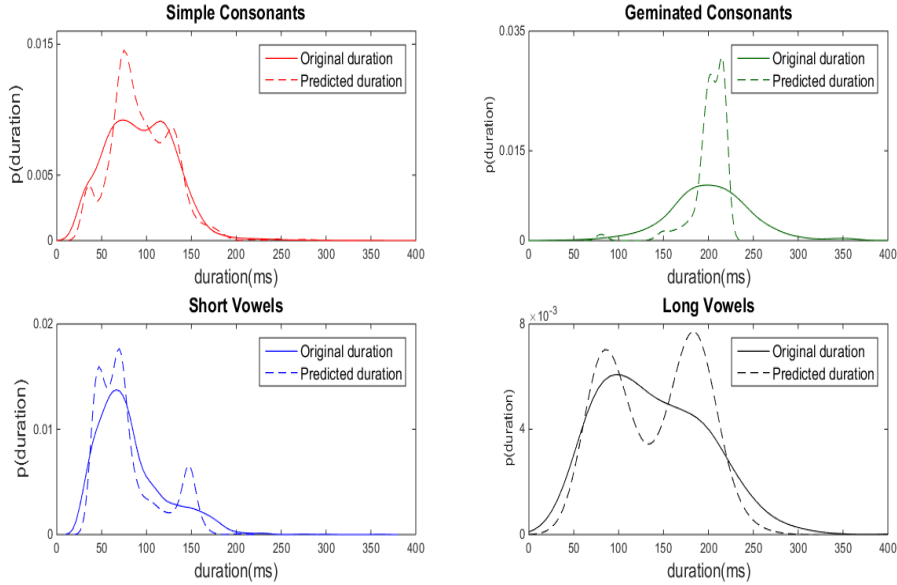 Simple Consonants
p(duration)
0.015
0.005
0
Original duration
Predicted duration
0 50 100 150 200 250 300 350 400
duration(ms)
Geminated Consonants
p(duration)
0.035
0.015
0
Original duration
Predicted duration
0 50 100 150 200 250 300 350 400
duration(ms)
Short Vowels
p(duration)
0.02
0.01
0
Original duration
Predicted duration
0 50 100 150 200 250 300 350 400
duration(ms)
Long Vowels
×10⁻³
p(duration)
8
4
0
Original duration
Predicted duration
0 50 100 150 200 250 300 350 400
duration(ms)